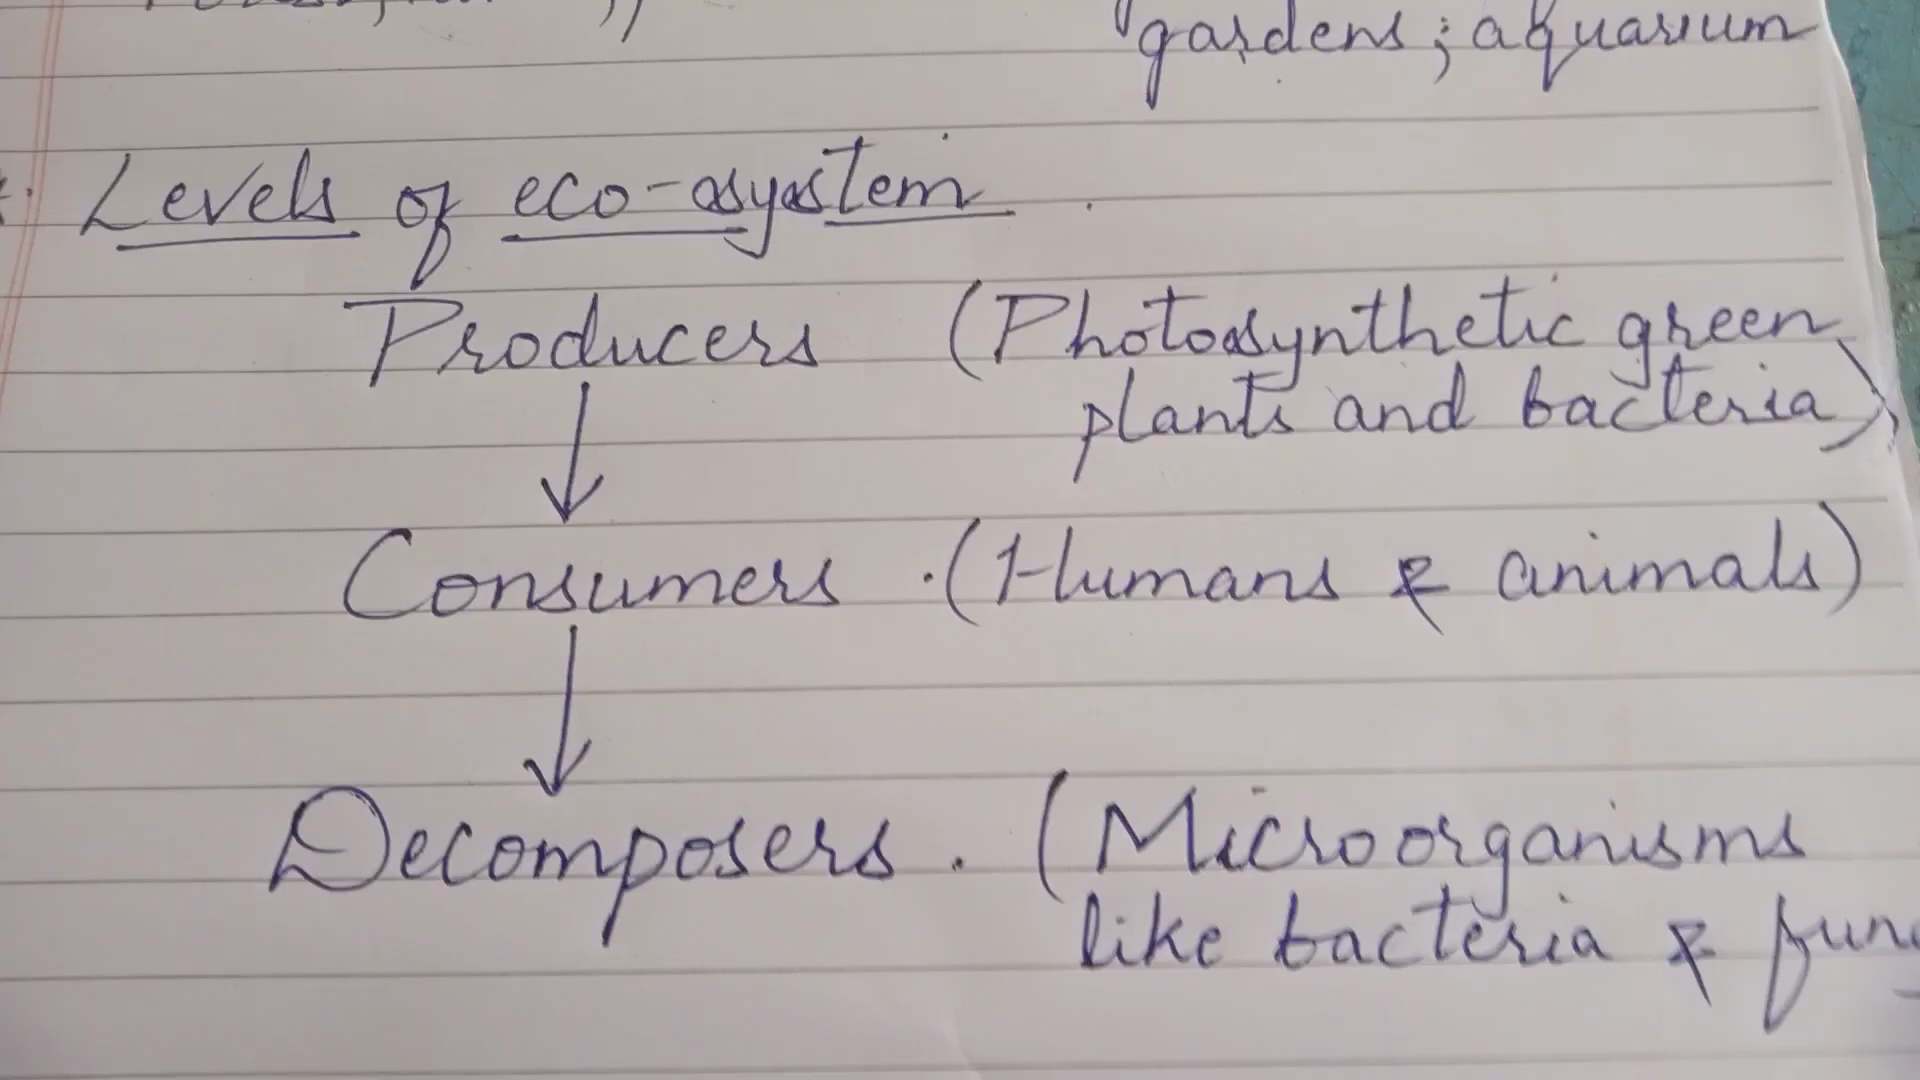 gardens; aquarium
Levels of eco-system
Producers (Photosynthetic green
plants and bacteria)
Consumers . (Humans & animals)
Decomposers . (Microorganisms
like bacteria &